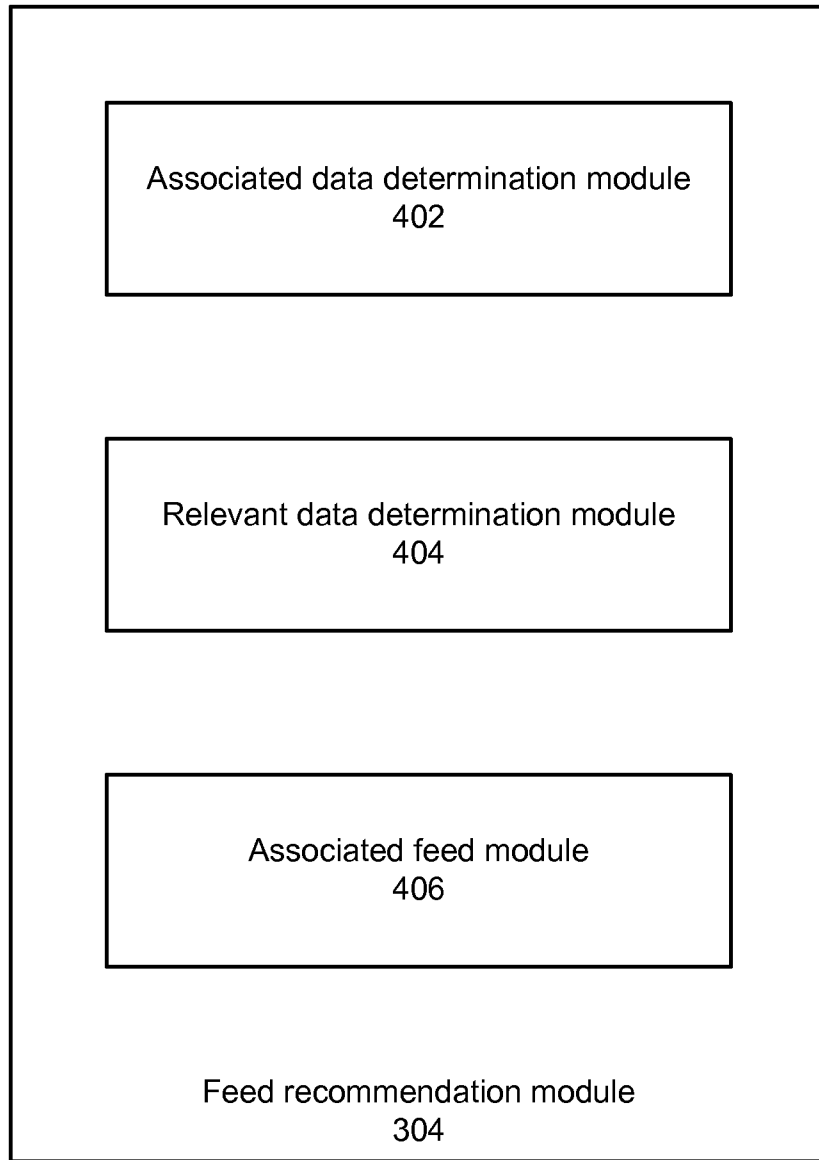 Associated data determination module
402
Relevant data determination module
404
Associated feed module
406
Feed recommendation module
304